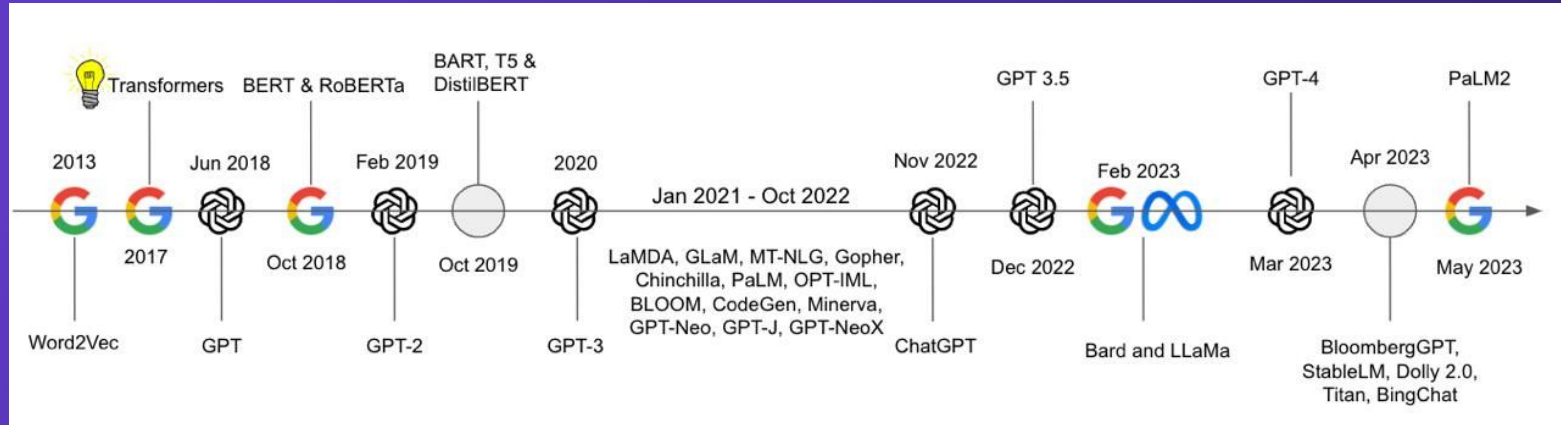 Transformers
BERT & RoBERTa
BART, T5 &
DistilBERT
GPT 3.5
GPT-4
PaLM2
2013
Jun 2018
Feb 2019
2020
Nov 2022
Feb 2023
Apr 2023
Jan 2021 - Oct 2022
2017
Oct 2018
Oct 2019
Dec 2022
Mar 2023
May 2023
LaMDA, GLaM, MT-NLG, Gopher,
Chinchilla, PaLM, OPT-IML,
BLOOM, CodeGen, Minerva,
GPT-Neo, GPT-J, GPT-NeoX
Word2Vec
GPT
GPT-2
GPT-3
ChatGPT
Bard and LLaMa
BloombergGPT,
StableLM, Dolly 2.0,
Titan, BingChat